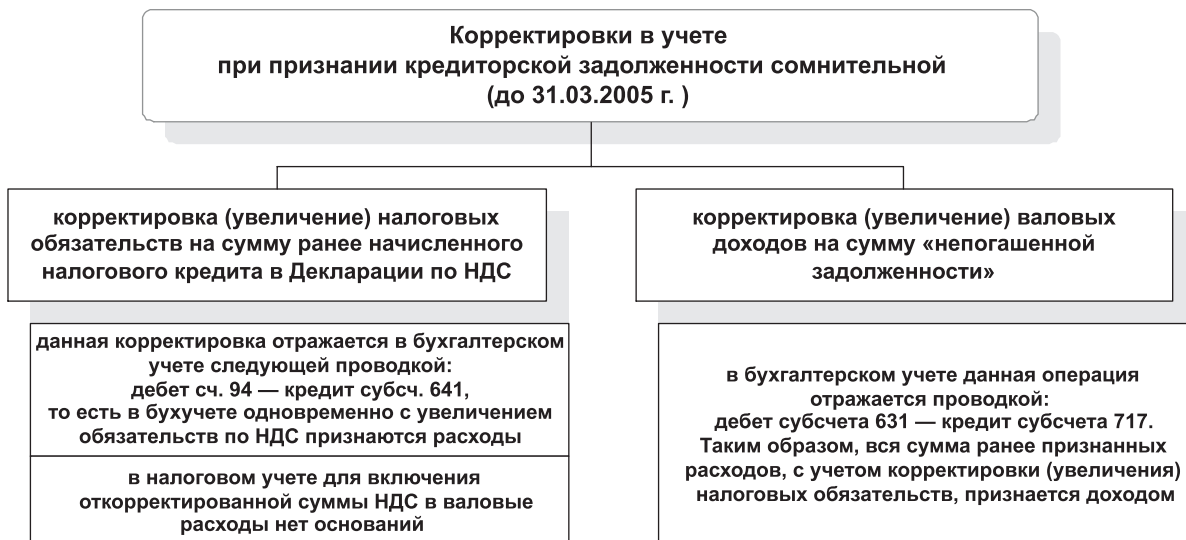 Корректировки в учете
при признании кредиторской задолженности сомнительной
(до 31.03.2005 г. )
корректировка (увеличение) налоговых
обязательств на сумму ранее начисленного
налогового кредита в Декларации по НДС
данная корректировка отражается в бухгалтерском
учете следующей проводкой:
дебет сч. 94 — кредит субсч. 641,
то есть в бухучете одновременно с увеличением
обязательств по НДС признаются расходы
в налоговом учете для включения
откорректированной суммы НДС в валовые
расходы нет оснований
корректировка (увеличение) валовых
доходов на сумму «непогашенной
задолженности»
в бухгалтерском учете данная операция
отражается проводкой:
дебет субсчета 631 — кредит субсчета 717.
Таким образом, вся сумма ранее признанных
расходов, с учетом корректировки (увеличения)
налоговых обязательств, признается доходом